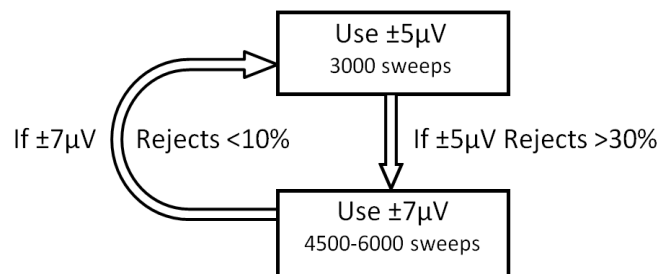 Use ±5µV
3000 sweeps
If ±7µV Rejects <10%
If ±5µV Rejects >30%
Use ±7µV
4500-6000 sweeps